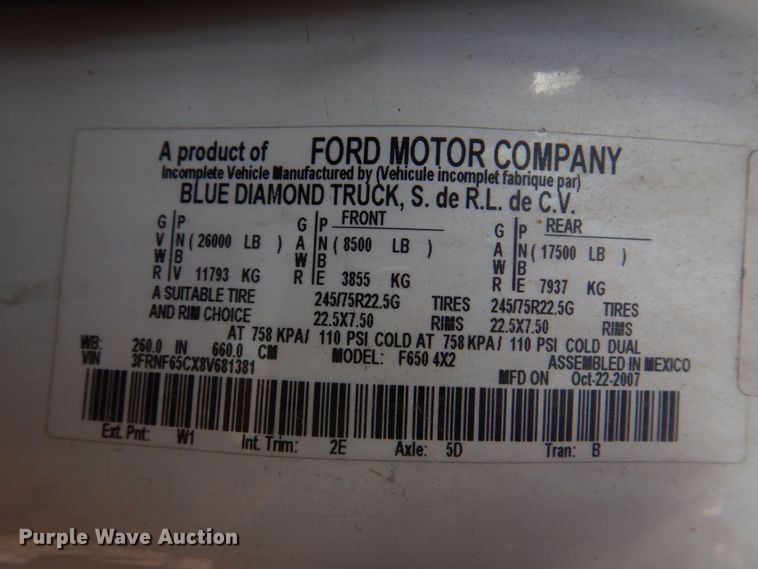 A product of FORD MOTOR COMPANY
Incomplete Vehicle Manufactured by (Vehicule incomplet fabrique par)
BLUE DIAMOND TRUCK, S. de R.L. de C.V.
G P G P FRONT G P REAR
V N ( 26000 LB ) A N ( 8500 LB ) A N ( 17500 LB )
W B W B W B
R V 11793 KG R E 3855 KG R E 7937 KG
A SUITABLE TIRE 245/75R22.5G TIRES 245/75R22.5G TIRES
AND RIM CHOICE 22.5X7.50 RIMS 22.5X7.50 RIMS
AT 758 KPA/ 110 PSI COLD AT 758 KPA/ 110 PSI COLD DUAL
WB: 260.0 IN 660.0 CM MODEL: F650 4X2 ASSEMBLED IN MEXICO
VIN 3FRNF65CX8V681381 MFD ON Oct-22-2007
Ext. Pnt: W1 Int. Trim: 2E Axle: 5D Tran: B
Purple Wave Auction